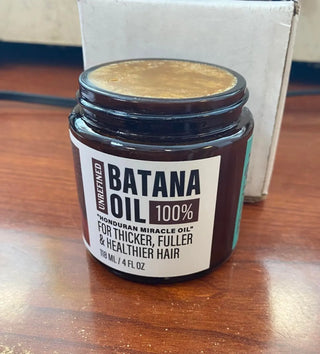 UNREFINED
BATANA
OIL 100%
"HONDURAN MIRACLE OIL"
FOR THICKER, FULLER
& HEALTHIER HAIR
118 ML / 4 FL OZ